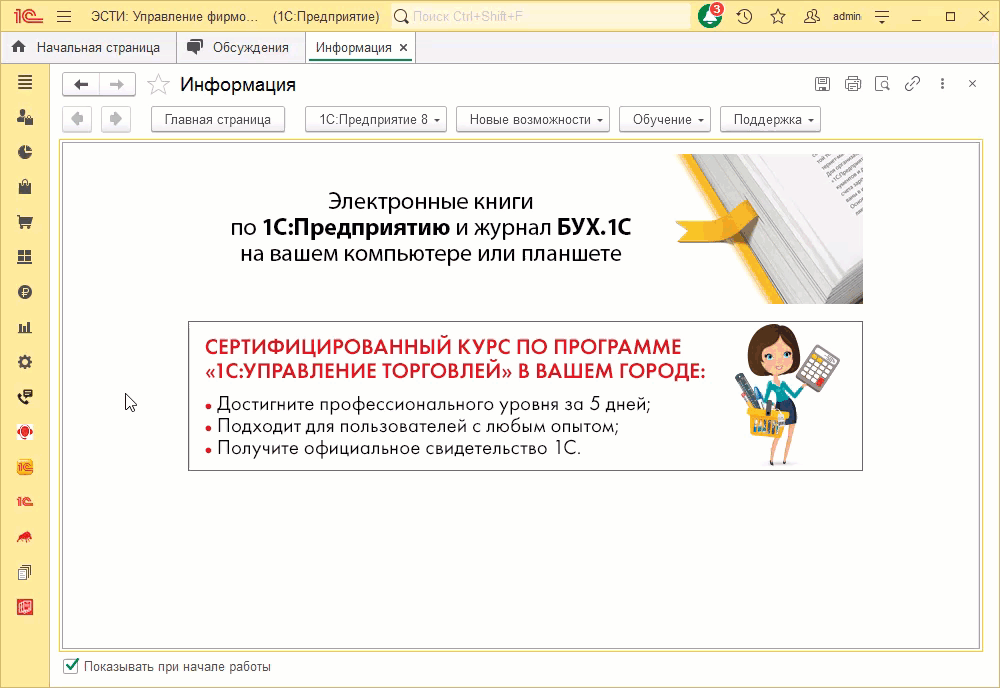 1С ЭСТИ: Управление фирмо... (1С:Предприятие) Поиск Ctrl+Shift+F 3 admin
Начальная страница Обсуждения Информация
Информация
Главная страница 1С:Предприятие 8 Новые возможности Обучение Поддержка
Электронные книги
по 1С:Предприятию и журнал БУХ.1С
на вашем компьютере или планшете
СЕРТИФИЦИРОВАННЫЙ КУРС ПО ПРОГРАММЕ
«1С:УПРАВЛЕНИЕ ТОРГОВЛЕЙ» В ВАШЕМ ГОРОДЕ:
• Достигните профессионального уровня за 5 дней;
• Подходит для пользователей с любым опытом;
• Получите официальное свидетельство 1С.
1С
1С
Показывать при начале работы